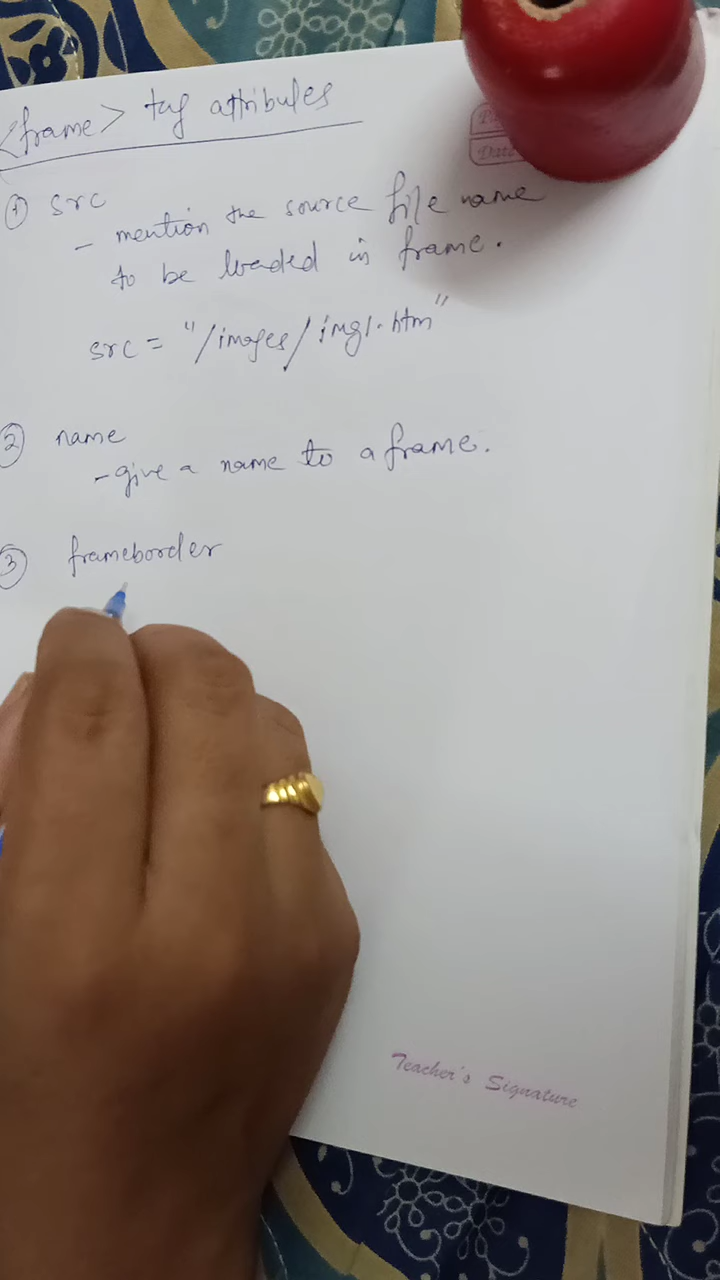 <frame> tag attributes
① src
- mention the source file name
to be loaded in frame.
src = "/images/img1.htm"
② name
- give a name to a frame.
③ frameborder
Date
Teacher's Signature